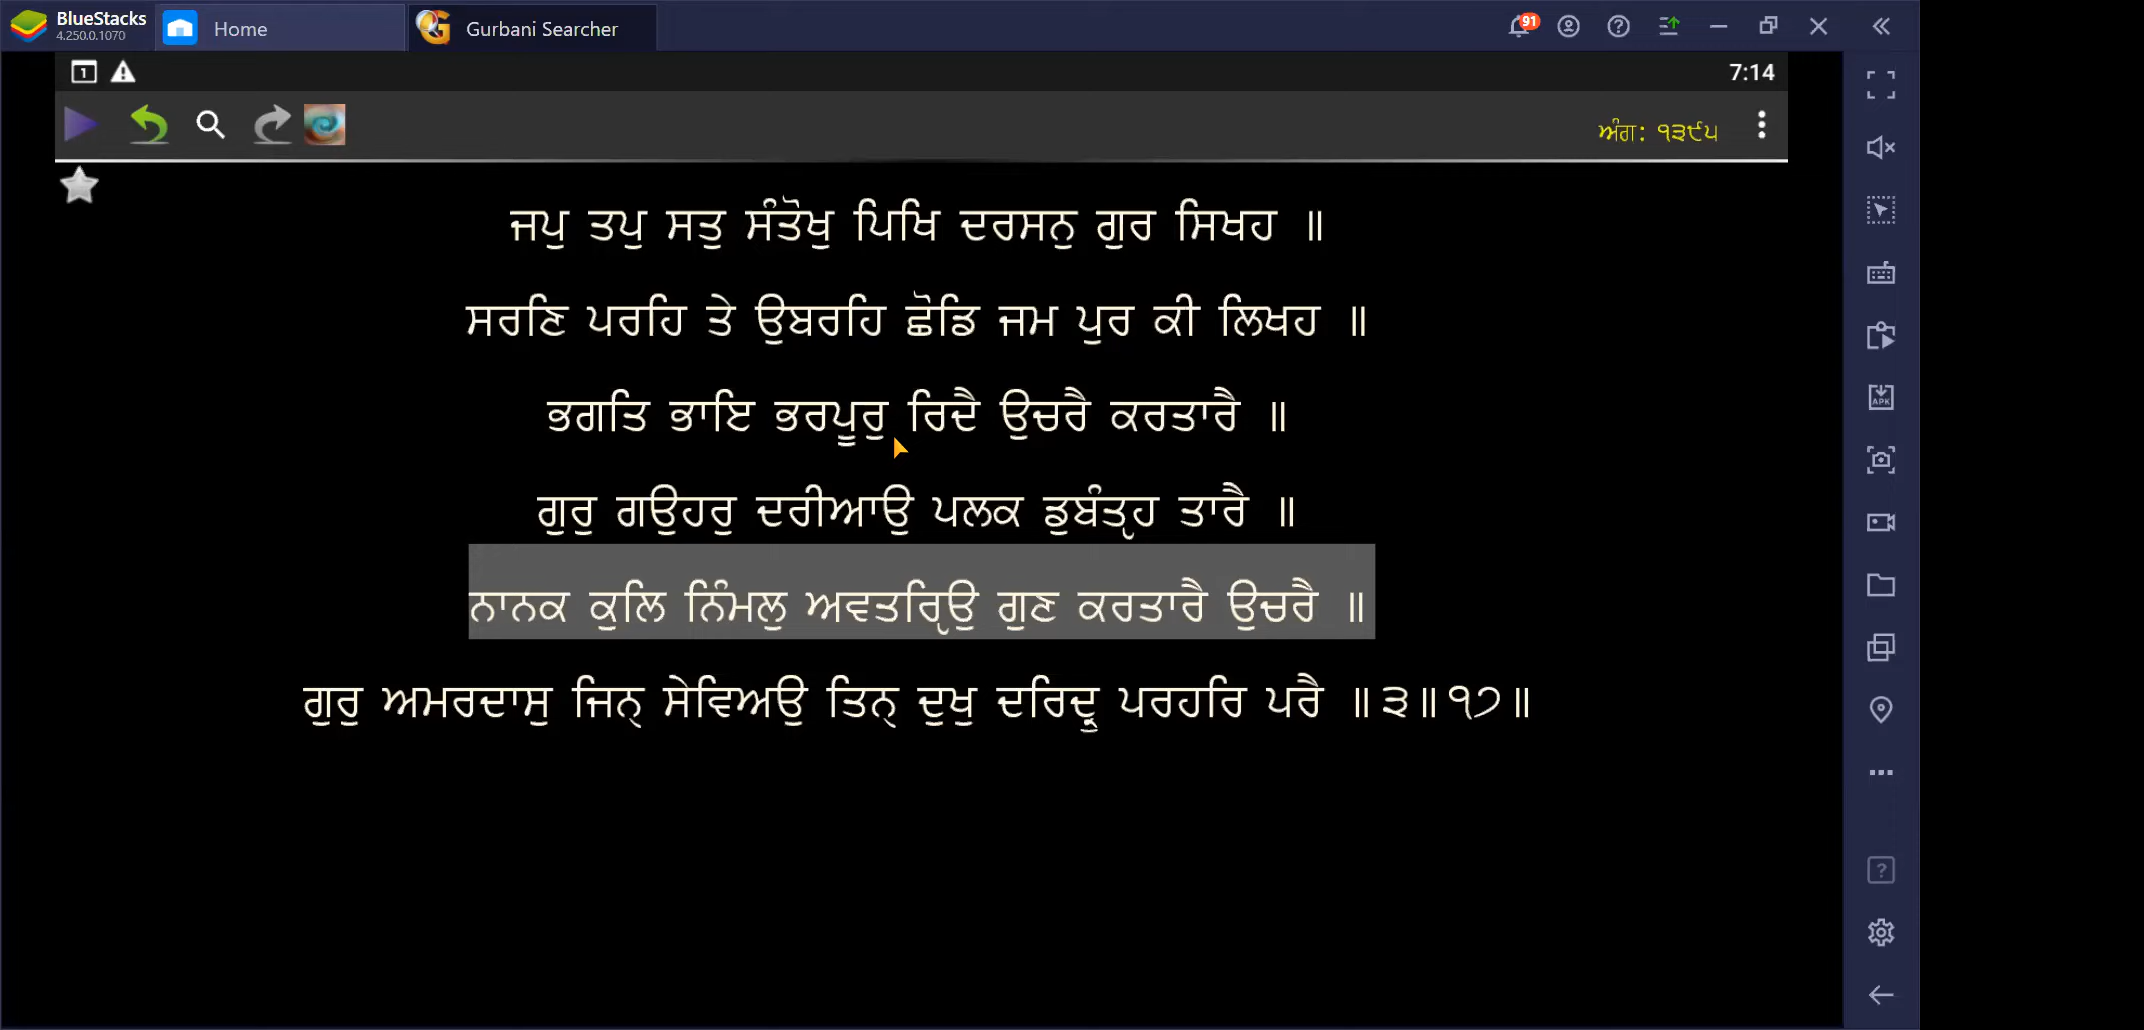 BlueStacks
4.250.0.1070
Home
Gurbani Searcher
91
1
7:14
ਅੰਗ: ੧੩੯੫
ਜਪੁ ਤਪੁ ਸਤੁ ਸੰਤੋਖੁ ਪਿਖਿ ਦਰਸਨੁ ਗੁਰ ਸਿਖਹ ॥
ਸਰਣਿ ਪਰਹਿ ਤੇ ਉਬਰਹਿ ਛੋਡਿ ਜਮ ਪੁਰ ਕੀ ਲਿਖਹ ॥
ਭਗਤਿ ਭਾਇ ਭਰਪੂਰੁ ਰਿਦੈ ਉਚਰੈ ਕਰਤਾਰੈ ॥
ਗੁਰੁ ਗਉਹਰੁ ਦਰੀਆਉ ਪਲਕ ਡੁਬੰਤੵਹ ਤਾਰੈ ॥
ਨਾਨਕ ਕੁਲਿ ਨਿੰਮਲੁ ਅਵਤਰੵਿਉ ਗੁਣ ਕਰਤਾਰੈ ਉਚਰੈ ॥
ਗੁਰੁ ਅਮਰਦਾਸੁ ਜਿਨੑ ਸੇਵਿਅਉ ਤਿਨੑ ਦੁਖੁ ਦਰਿਦ੍ਰੁ ਪਰਹਰਿ ਪਰੈ ॥੩॥੧੭॥
APK